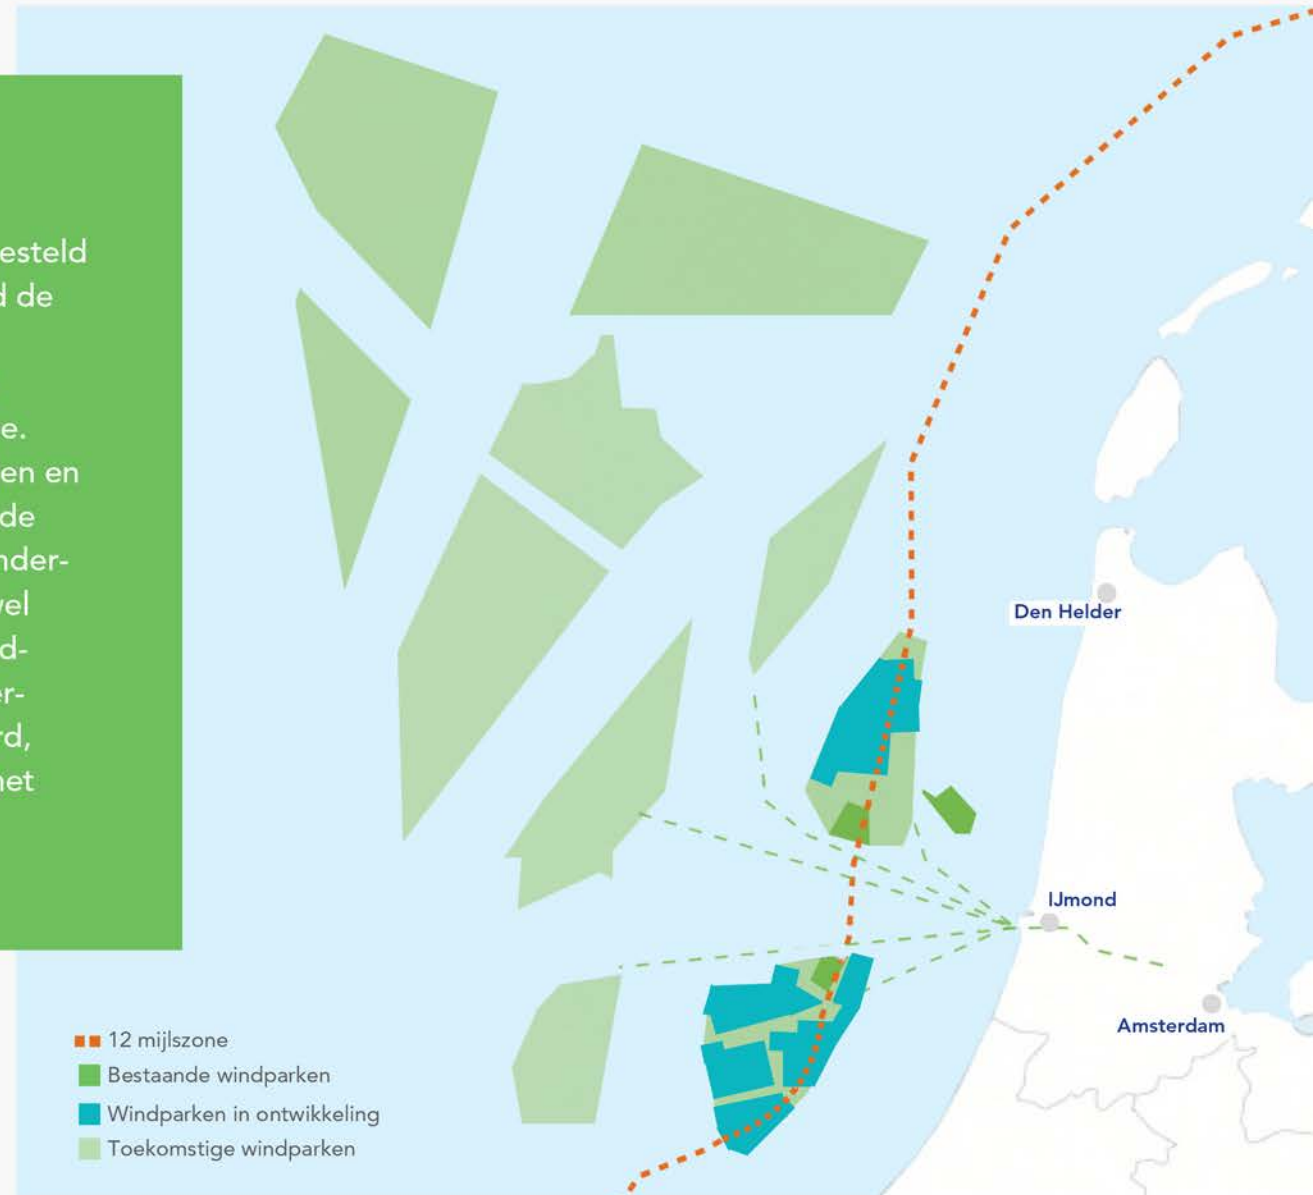 esteld
d de
e.
en en
de
nder-
vel
d-
er-
rd,
net
Den Helder
IJmond
Amsterdam
12 mijlszone
Bestaande windparken
Windparken in ontwikkeling
Toekomstige windparken